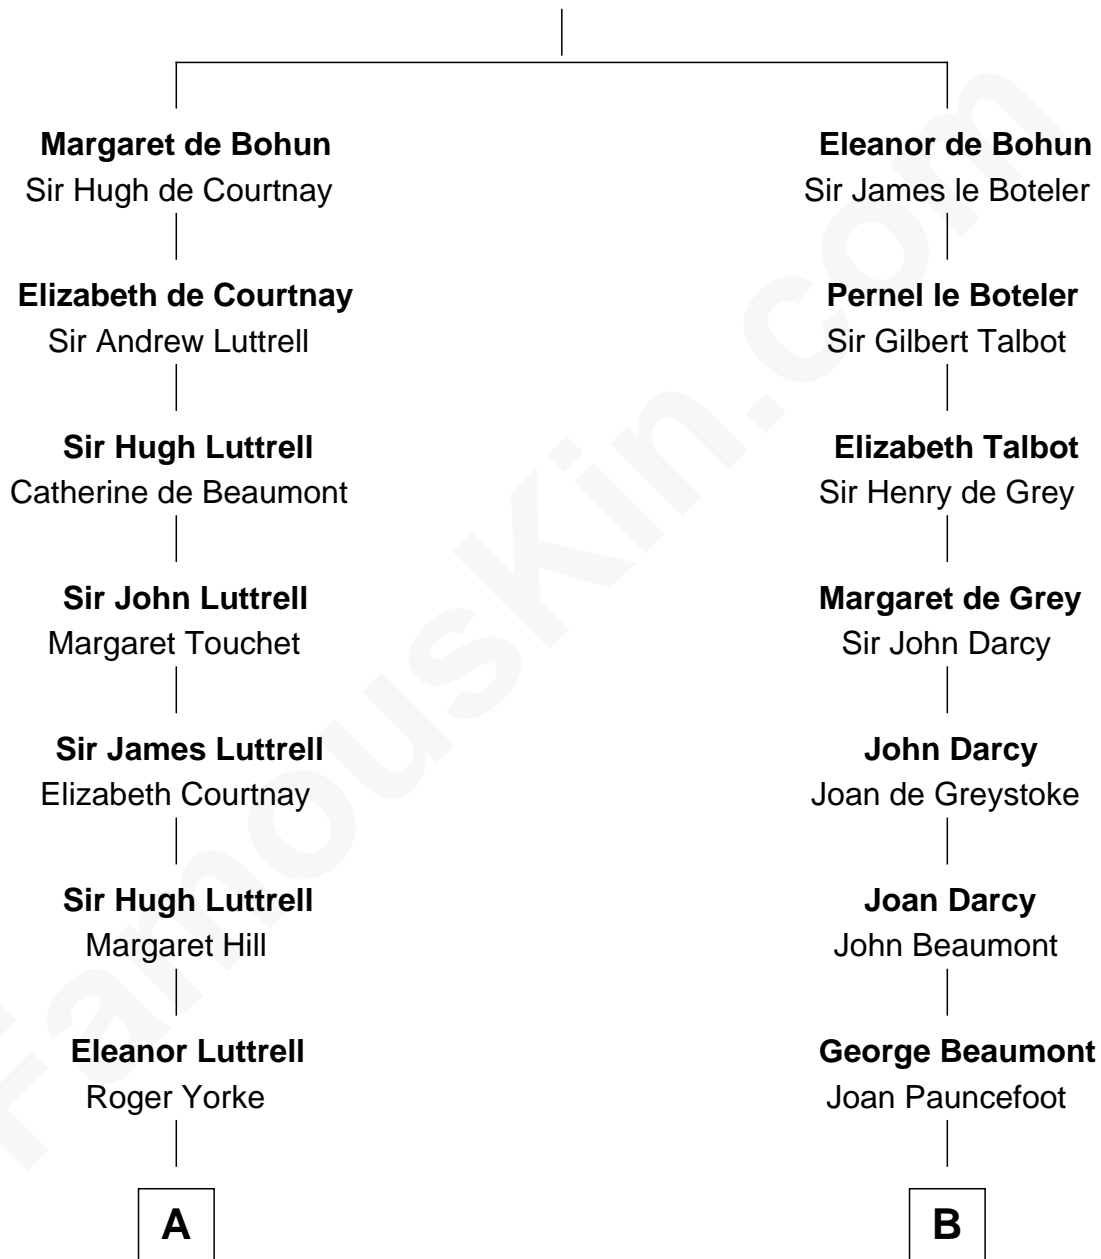 Margaret de Bohun
Sir Hugh de Courtnay
Elizabeth de Courtnay
Sir Andrew Luttrell
Sir Hugh Luttrell
Catherine de Beaumont
Sir John Luttrell
Margaret Touchet
Sir James Luttrell
Elizabeth Courtnay
Sir Hugh Luttrell
Margaret Hill
Eleanor Luttrell
Roger Yorke
A
Eleanor de Bohun
Sir James le Boteler
Pernel le Boteler
Sir Gilbert Talbot
Elizabeth Talbot
Sir Henry de Grey
Margaret de Grey
Sir John Darcy
John Darcy
Joan de Greystoke
Joan Darcy
John Beaumont
George Beaumont
Joan Pauncefoot
B
FamousKin.com